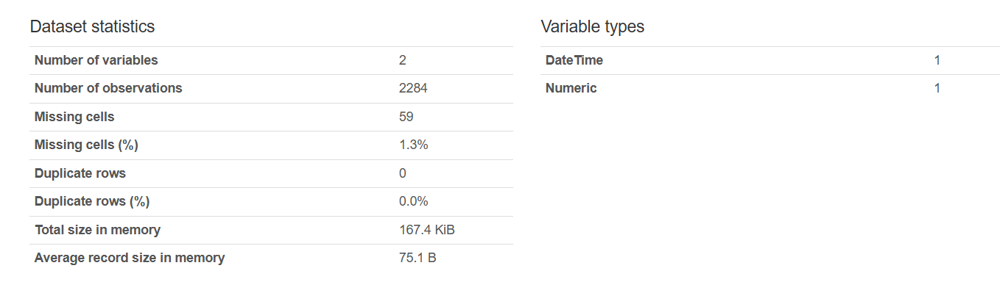 Dataset statistics
Number of variables 2
Number of observations 2284
Missing cells 59
Missing cells (%) 1.3%
Duplicate rows 0
Duplicate rows (%) 0.0%
Total size in memory 167.4 KiB
Average record size in memory 75.1 B
Variable types
DateTime 1
Numeric 1